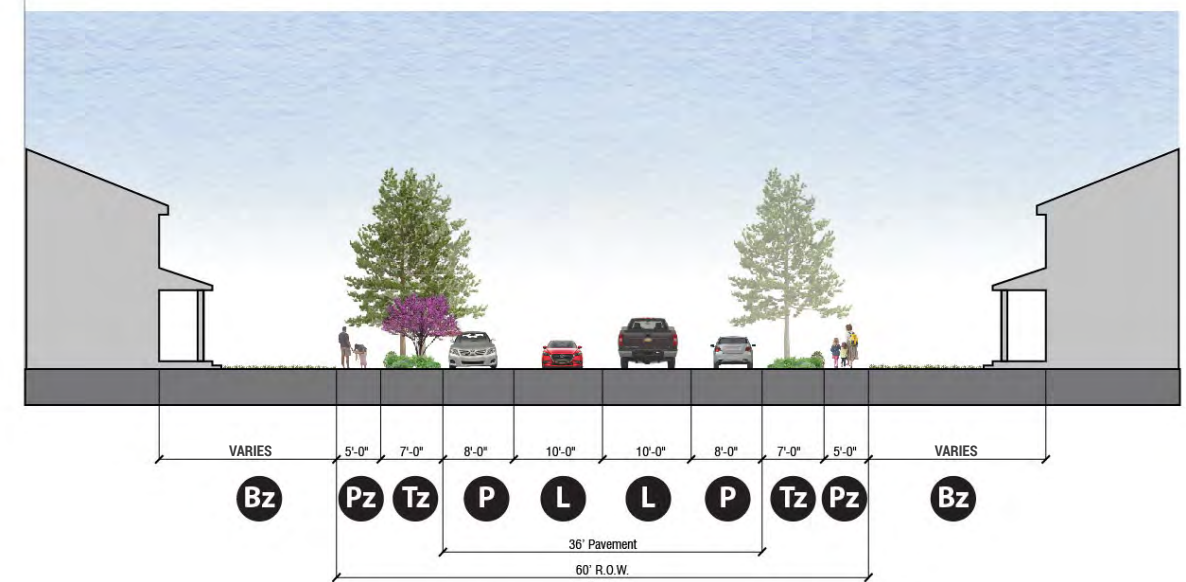 VARIES 5'-0" 7'-0" 8'-0" 10'-0" 10'-0" 8'-0" 7'-0" 5'-0" VARIES
Bz Pz Tz P L L P Tz Pz Bz
36' Pavement
60' R.O.W.